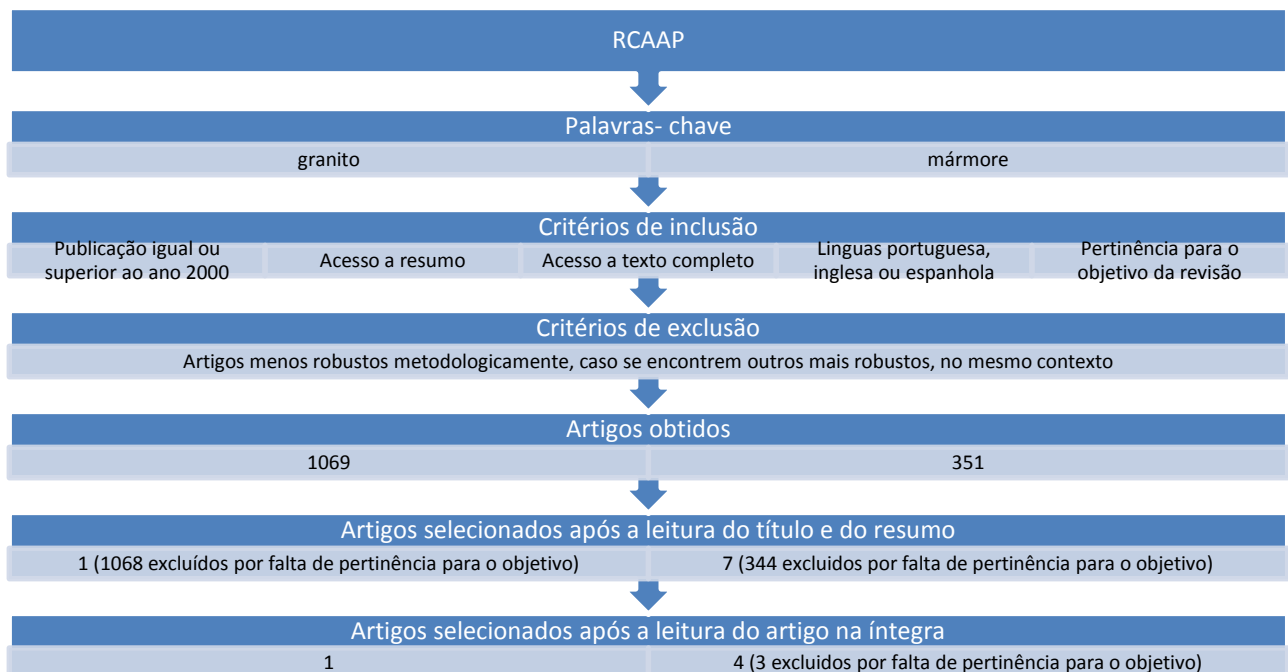 RCAAP
Palavras- chave
granito
mármore
Critérios de inclusão
Publicação igual ou
superior ao ano 2000
Acesso a resumo
Acesso a texto completo
Linguas portuguesa,
inglesa ou espanhola
Pertinência para o
objetivo da revisão
Critérios de exclusão
Artigos menos robustos metodologicamente, caso se encontrem outros mais robustos, no mesmo contexto
Artigos obtidos
1069
351
Artigos selecionados após a leitura do título e do resumo
1 (1068 excluídos por falta de pertinência para o objetivo)
7 (344 excluidos por falta de pertinência para o objetivo)
Artigos selecionados após a leitura do artigo na íntegra
1
4 (3 excluidos por falta de pertinência para o objetivo)